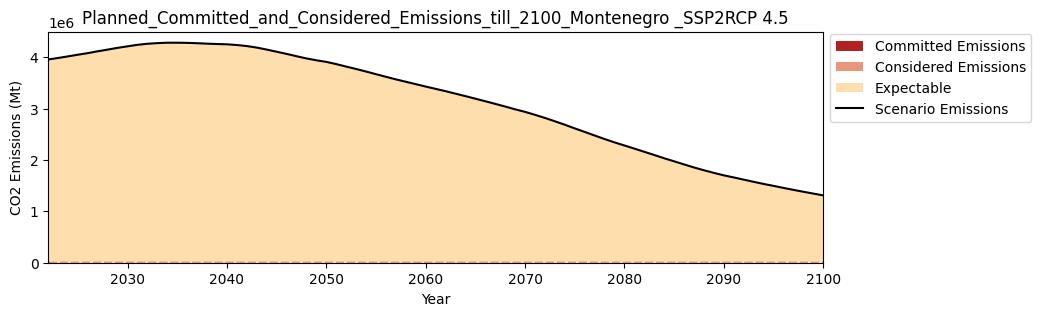 Planned_Committed_and_Considered_Emissions_till_2100_Montenegro _SSP2RCP 4.5
1e6
4
3
2
1
0
CO2 Emissions (Mt)
2030 2040 2050 2060 2070 2080 2090 2100
Year
Committed Emissions
Considered Emissions
Expectable
Scenario Emissions